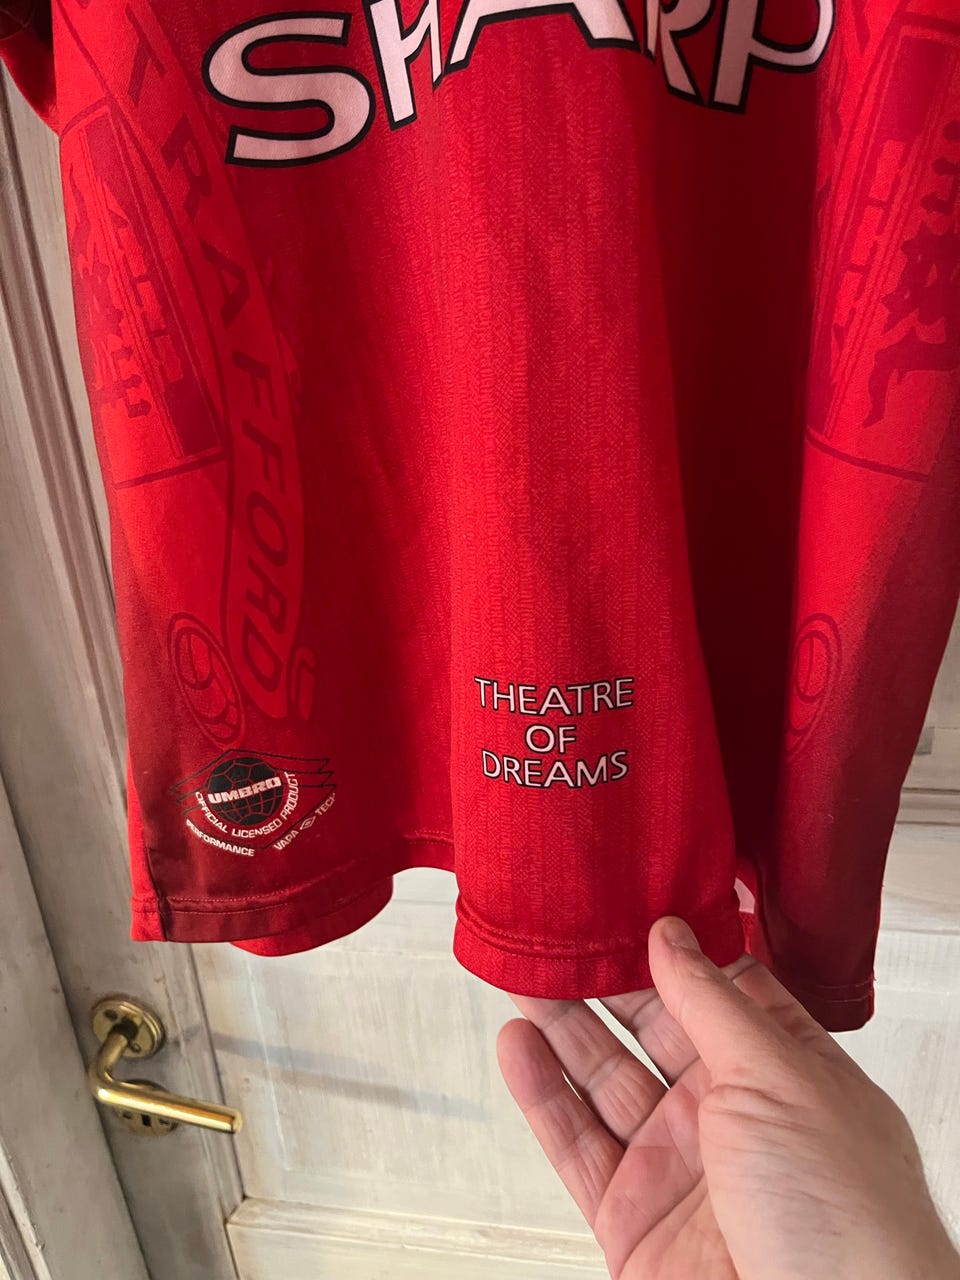 SHARP
TRAFFORD
THEATRE
OF
DREAMS
UMBRO
OFFICIAL LICENSED PRODUCT
PERFORMANCE VAPA TECH